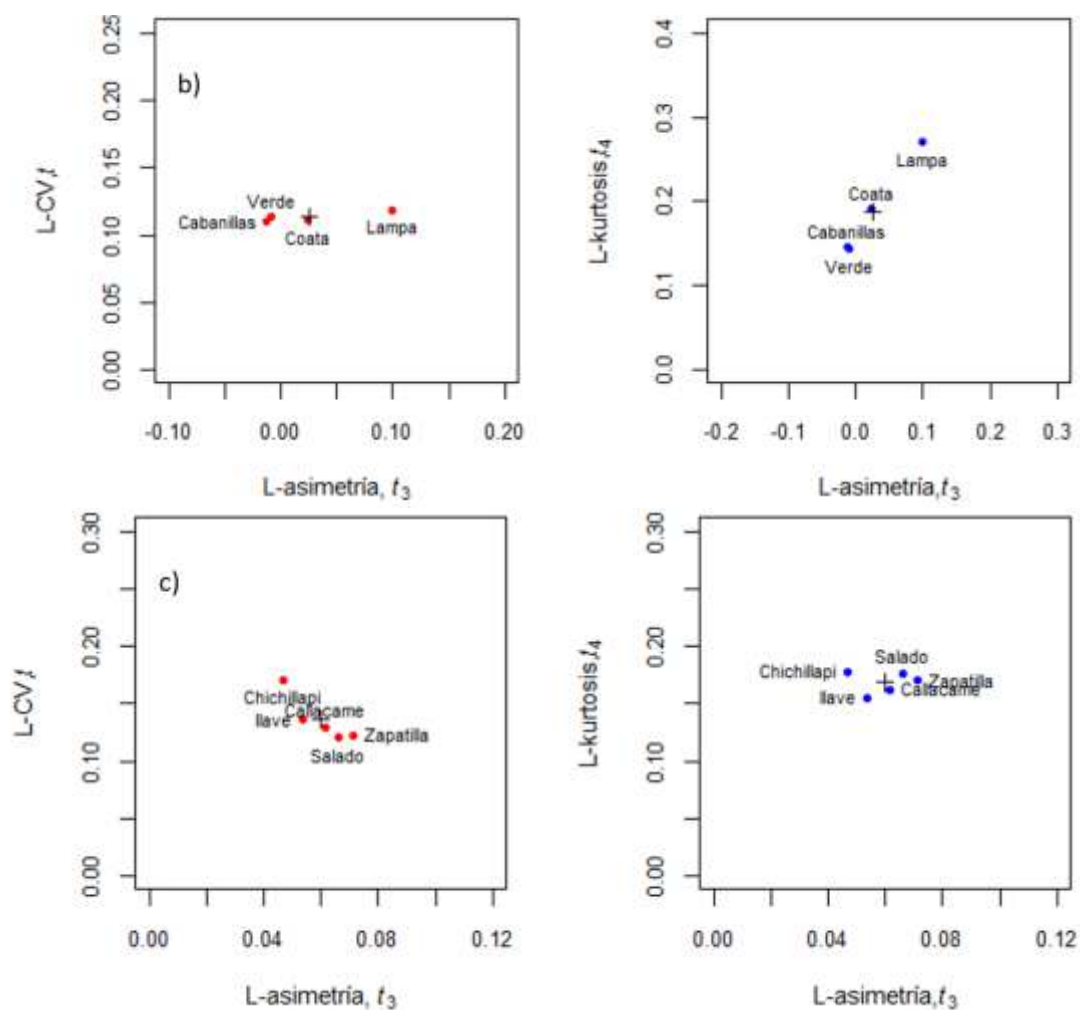 b)
L-CV, t
0.00 0.05 0.10 0.15 0.20 0.25
Verde
Cabanillas
Coata
Lampa
-0.10 0.00 0.10 0.20
L-asimetría, t3
L-kurtosis, t4
0.0 0.1 0.2 0.3 0.4
Lampa
Coata
Cabanillas
Verde
-0.2 -0.1 0.0 0.1 0.2 0.3
L-asimetría,t3
c)
L-CV, t
0.00 0.10 0.20 0.30
Chichillapi
Callacame
Ilave
Zapatilla
Salado
0.00 0.04 0.08 0.12
L-asimetría, t3
L-kurtosis, t4
0.00 0.10 0.20 0.30
Salado
Chichillapi
Zapatilla
Callacame
Ilave
0.00 0.04 0.08 0.12
L-asimetría,t3